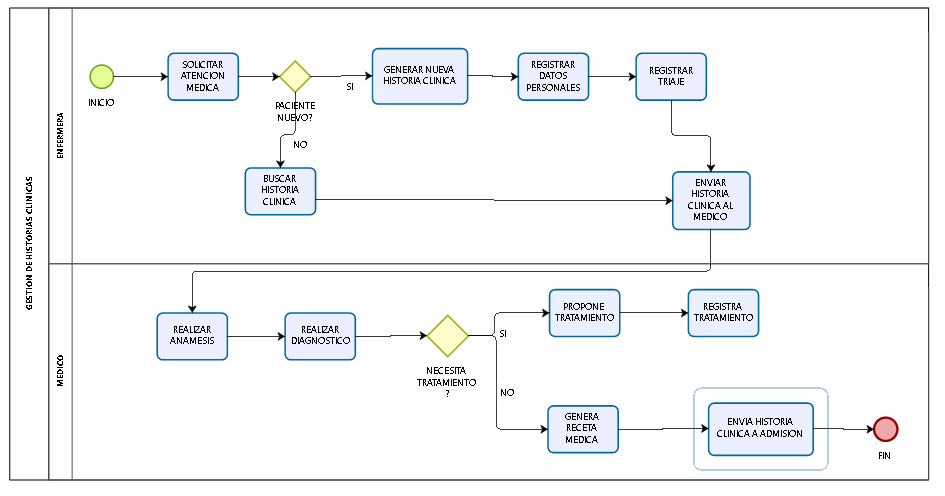 GESTION DE HISTORIAS CLINICAS
ENFERMERA
INICIO
SOLICITAR
ATENCION
MEDICA
PACIENTE
NUEVO?
SI
NO
GENERAR NUEVA
HISTORIA CLINICA
REGISTRAR
DATOS
PERSONALES
REGISTRAR
TRIAJE
BUSCAR
HISTORIA
CLINICA
ENVIAR
HISTORIA
CLINICA AL
MEDICO
MEDICO
REALIZAR
ANAMESIS
REALIZAR
DIAGNOSTICO
NECESITA
TRATAMIENTO
?
SI
NO
PROPONE
TRATAMIENTO
REGISTRA
TRATAMIENTO
GENERA
RECETA
MEDICA
ENVIA HISTORIA
CLINICA A ADMISION
FIN